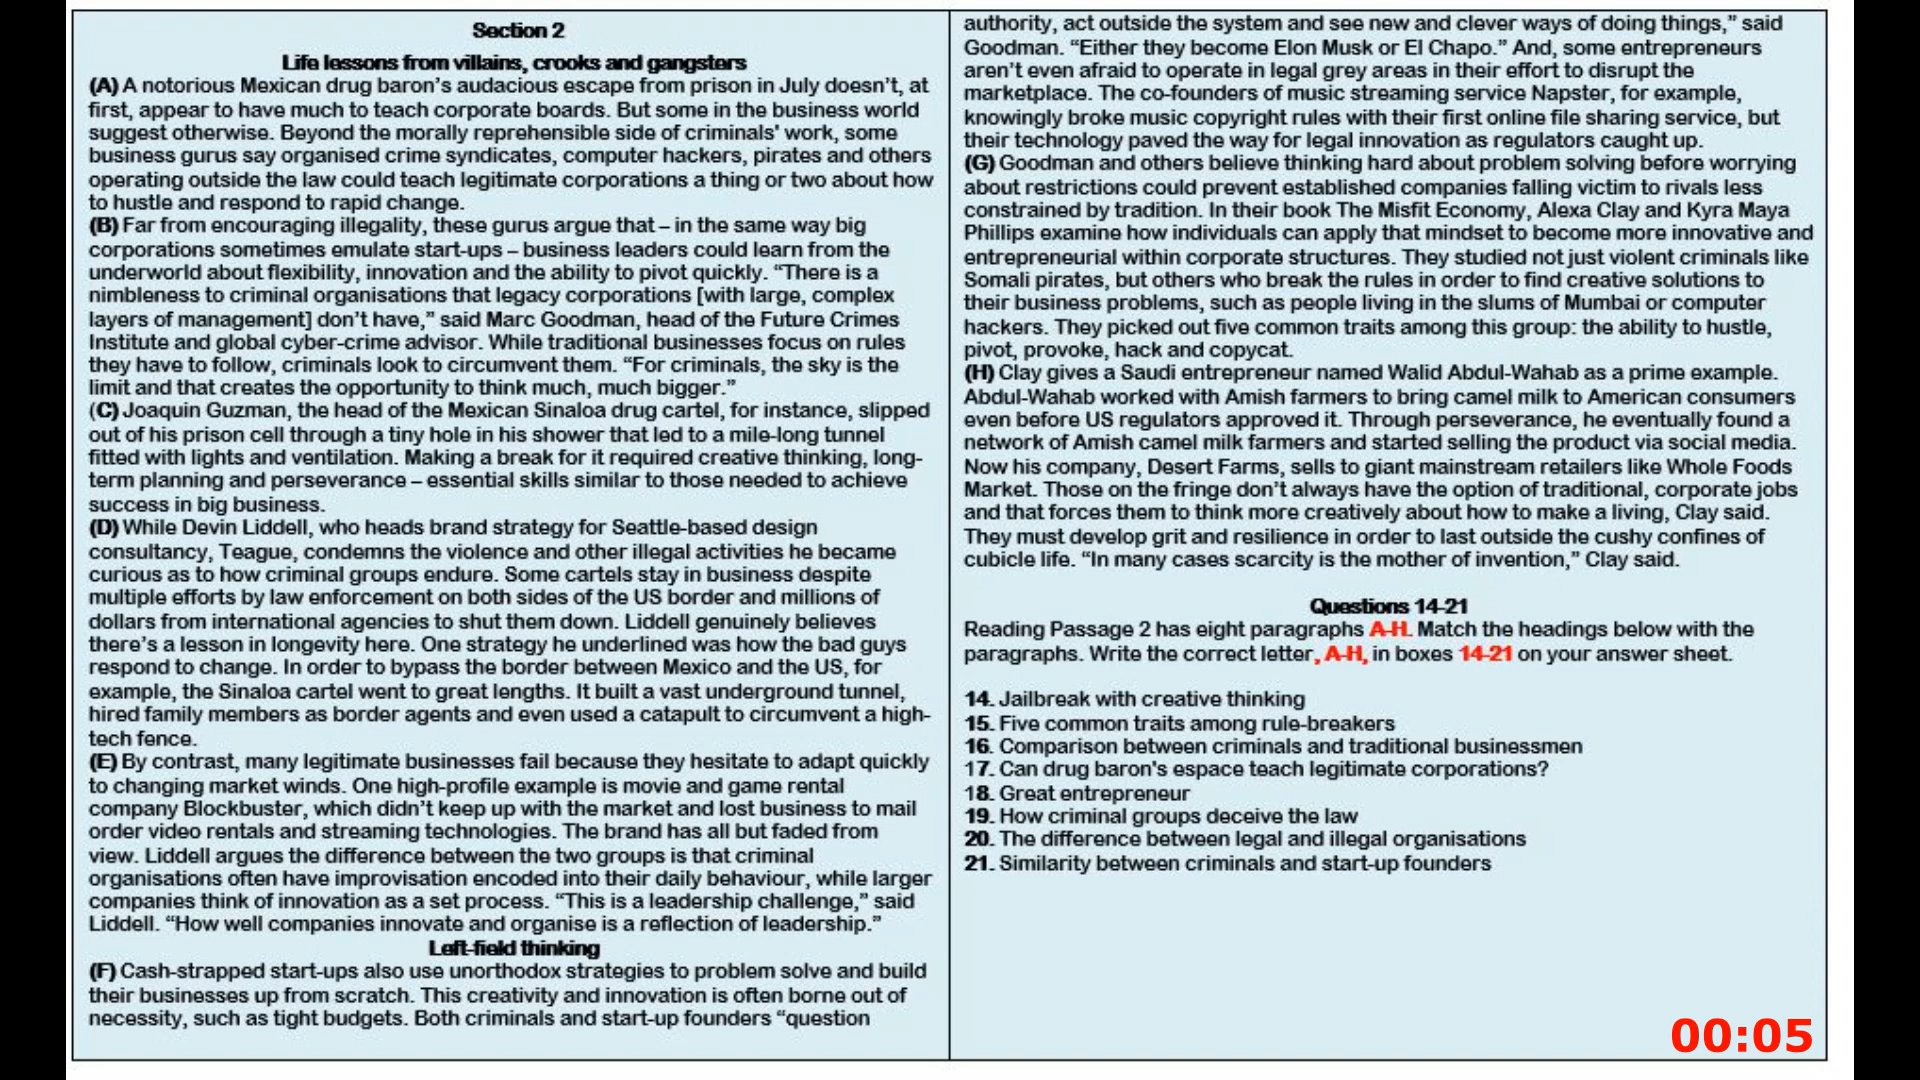 Section 2
Life lessons from villains, crooks and gangsters
(A) A notorious Mexican drug baron’s audacious escape from prison in July doesn’t, at
first, appear to have much to teach corporate boards. But some in the business world
suggest otherwise. Beyond the morally reprehensible side of criminals' work, some
business gurus say organised crime syndicates, computer hackers, pirates and others
operating outside the law could teach legitimate corporations a thing or two about how
to hustle and respond to rapid change.
(B) Far from encouraging illegality, these gurus argue that – in the same way big
corporations sometimes emulate start-ups – business leaders could learn from the
underworld about flexibility, innovation and the ability to pivot quickly. “There is a
nimbleness to criminal organisations that legacy corporations [with large, complex
layers of management] don’t have,” said Marc Goodman, head of the Future Crimes
Institute and global cyber-crime advisor. While traditional businesses focus on rules
they have to follow, criminals look to circumvent them. “For criminals, the sky is the
limit and that creates the opportunity to think much, much bigger.”
(C) Joaquin Guzman, the head of the Mexican Sinaloa drug cartel, for instance, slipped
out of his prison cell through a tiny hole in his shower that led to a mile-long tunnel
fitted with lights and ventilation. Making a break for it required creative thinking, long-
term planning and perseverance – essential skills similar to those needed to achieve
success in big business.
(D) While Devin Liddell, who heads brand strategy for Seattle-based design
consultancy, Teague, condemns the violence and other illegal activities he became
curious as to how criminal groups endure. Some cartels stay in business despite
multiple efforts by law enforcement on both sides of the US border and millions of
dollars from international agencies to shut them down. Liddell genuinely believes
there’s a lesson in longevity here. One strategy he underlined was how the bad guys
respond to change. In order to bypass the border between Mexico and the US, for
example, the Sinaloa cartel went to great lengths. It built a vast underground tunnel,
hired family members as border agents and even used a catapult to circumvent a high-
tech fence.
(E) By contrast, many legitimate businesses fail because they hesitate to adapt quickly
to changing market winds. One high-profile example is movie and game rental
company Blockbuster, which didn’t keep up with the market and lost business to mail
order video rentals and streaming technologies. The brand has all but faded from
view. Liddell argues the difference between the two groups is that criminal
organisations often have improvisation encoded into their daily behaviour, while larger
companies think of innovation as a set process. “This is a leadership challenge,” said
Liddell. “How well companies innovate and organise is a reflection of leadership.”
Left-field thinking
(F) Cash-strapped start-ups also use unorthodox strategies to problem solve and build
their businesses up from scratch. This creativity and innovation is often borne out of
necessity, such as tight budgets. Both criminals and start-up founders “question
authority, act outside the system and see new and clever ways of doing things,” said
Goodman. “Either they become Elon Musk or El Chapo.” And, some entrepreneurs
aren’t even afraid to operate in legal grey areas in their effort to disrupt the
marketplace. The co-founders of music streaming service Napster, for example,
knowingly broke music copyright rules with their first online file sharing service, but
their technology paved the way for legal innovation as regulators caught up.
(G) Goodman and others believe thinking hard about problem solving before worrying
about restrictions could prevent established companies falling victim to rivals less
constrained by tradition. In their book The Misfit Economy, Alexa Clay and Kyra Maya
Phillips examine how individuals can apply that mindset to become more innovative and
entrepreneurial within corporate structures. They studied not just violent criminals like
Somali pirates, but others who break the rules in order to find creative solutions to
their business problems, such as people living in the slums of Mumbai or computer
hackers. They picked out five common traits among this group: the ability to hustle,
pivot, provoke, hack and copycat.
(H) Clay gives a Saudi entrepreneur named Walid Abdul-Wahab as a prime example.
Abdul-Wahab worked with Amish farmers to bring camel milk to American consumers
even before US regulators approved it. Through perseverance, he eventually found a
network of Amish camel milk farmers and started selling the product via social media.
Now his company, Desert Farms, sells to giant mainstream retailers like Whole Foods
Market. Those on the fringe don’t always have the option of traditional, corporate jobs
and that forces them to think more creatively about how to make a living, Clay said.
They must develop grit and resilience in order to last outside the cushy confines of
cubicle life. “In many cases scarcity is the mother of invention,” Clay said.
Questions 14-21
Reading Passage 2 has eight paragraphs A-H. Match the headings below with the
paragraphs. Write the correct letter, A-H, in boxes 14-21 on your answer sheet.
14. Jailbreak with creative thinking
15. Five common traits among rule-breakers
16. Comparison between criminals and traditional businessmen
17. Can drug baron's espace teach legitimate corporations?
18. Great entrepreneur
19. How criminal groups deceive the law
20. The difference between legal and illegal organisations
21. Similarity between criminals and start-up founders
00:05